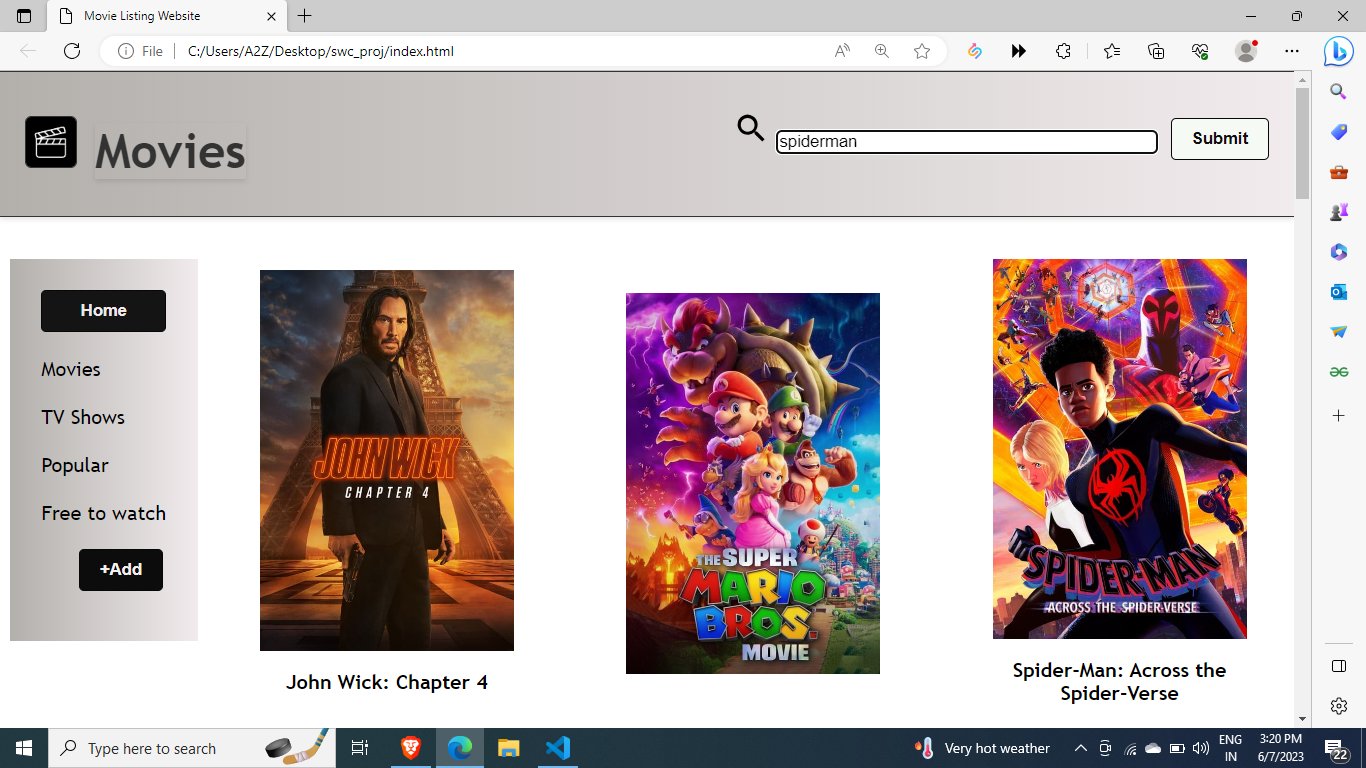 Movie Listing Website
File
C:/Users/A2Z/Desktop/swc_proj/index.html
Movies
spiderman
Submit
Home
Movies
TV Shows
Popular
Free to watch
+Add
JOHN WICK
CHAPTER 4
John Wick: Chapter 4
THE SUPER
MARIO
BROS.
MOVIE
SPIDER-MAN
ACROSS THE SPIDER-VERSE
Spider-Man: Across the
Spider-Verse
Type here to search
Very hot weather
ENG
IN
3:20 PM
6/7/2023
22